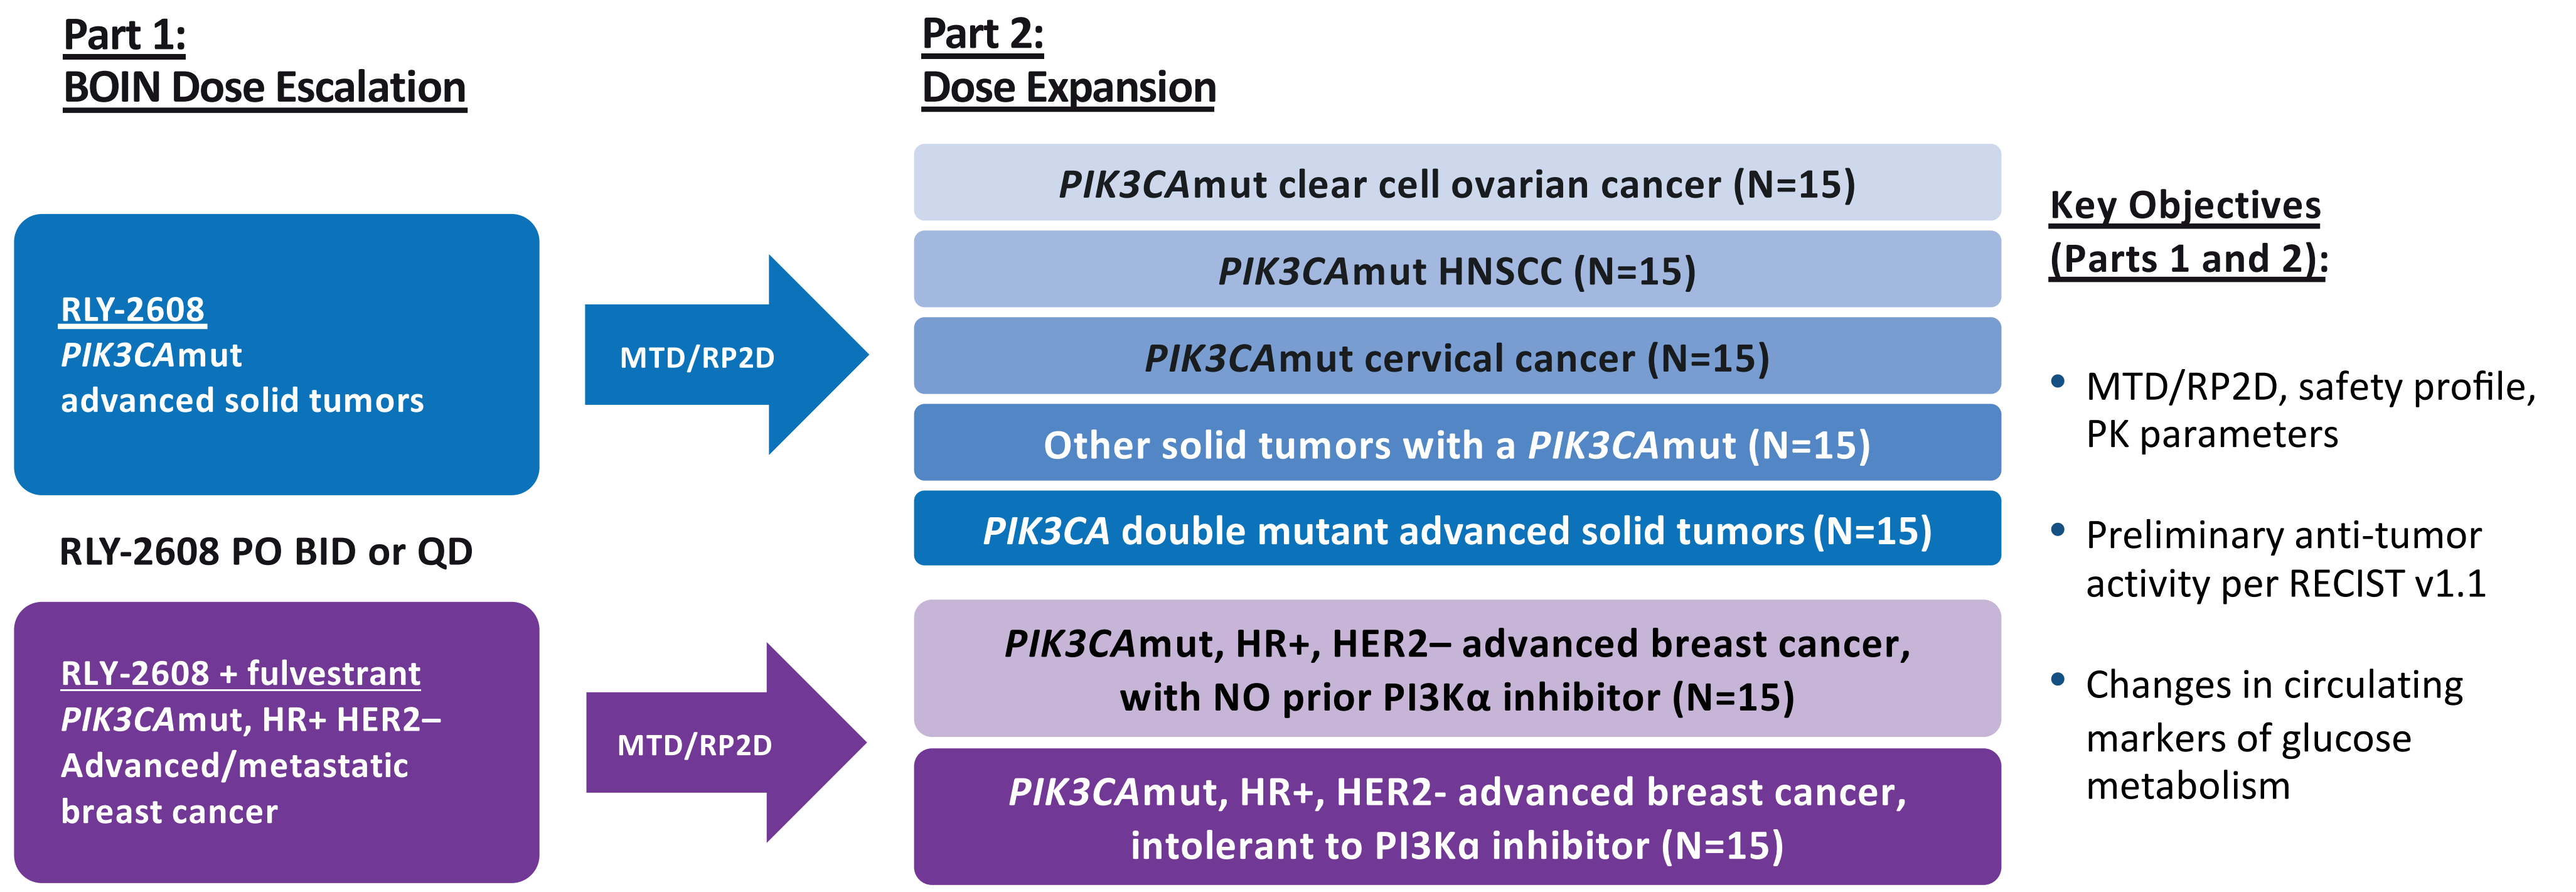 Part 1:
BOIN Dose Escalation
RLY-2608
PIK3CAmut
advanced solid tumors
RLY-2608 PO BID or QD
RLY-2608 + fulvestrant
PIK3CAmut, HR+ HER2–
Advanced/metastatic
breast cancer
MTD/RP2D
MTD/RP2D
Part 2:
Dose Expansion
PIK3CAmut clear cell ovarian cancer (N=15)
PIK3CAmut HNSCC (N=15)
PIK3CAmut cervical cancer (N=15)
Other solid tumors with a PIK3CAmut (N=15)
PIK3CA double mutant advanced solid tumors (N=15)
PIK3CAmut, HR+, HER2– advanced breast cancer,
with NO prior PI3Kα inhibitor (N=15)
PIK3CAmut, HR+, HER2- advanced breast cancer,
intolerant to PI3Kα inhibitor (N=15)
Key Objectives
(Parts 1 and 2):
• MTD/RP2D, safety profile,
PK parameters
• Preliminary anti-tumor
activity per RECIST v1.1
• Changes in circulating
markers of glucose
metabolism